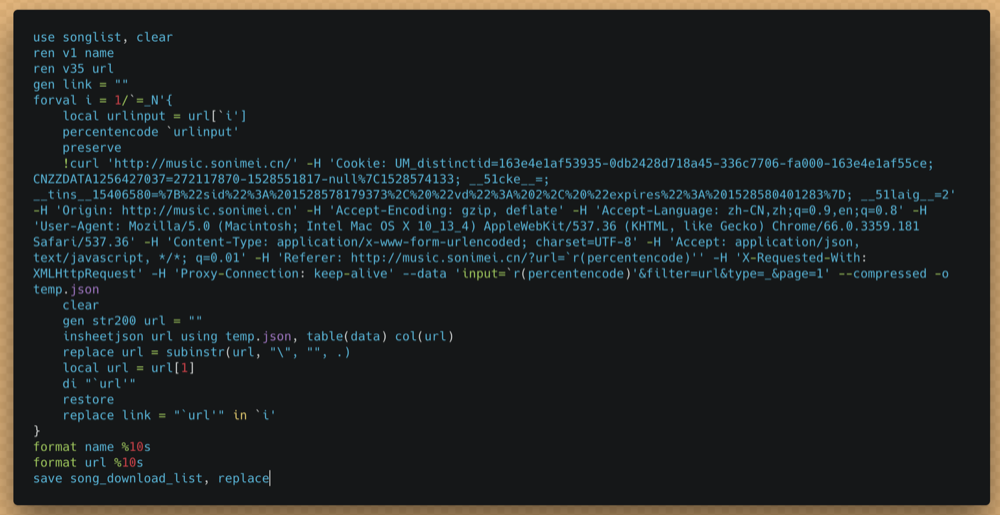 use songlist, clear
ren v1 name
ren v35 url
gen link = ""
forval i = 1/`=_N'{
    local urlinput = url[`i']
    percentencode `urlinput'
    preserve
    !curl 'http://music.sonimei.cn/' -H 'Cookie: UM_distinctid=163e4e1af53935-0db2428d718a45-336c7706-fa000-163e4e1af55ce;
CNZZDATA1256427037=272117870-1528551817-null%7C1528574133; __51cke__=;
__tins__15406580=%7B%22sid%22%3A%201528578179373%2C%20%22vd%22%3A%202%2C%20%22expires%22%3A%201528580401283%7D; __51laig__=2'
-H 'Origin: http://music.sonimei.cn' -H 'Accept-Encoding: gzip, deflate' -H 'Accept-Language: zh-CN,zh;q=0.9,en;q=0.8' -H
'User-Agent: Mozilla/5.0 (Macintosh; Intel Mac OS X 10_13_4) AppleWebKit/537.36 (KHTML, like Gecko) Chrome/66.0.3359.181
Safari/537.36' -H 'Content-Type: application/x-www-form-urlencoded; charset=UTF-8' -H 'Accept: application/json,
text/javascript, */*; q=0.01' -H 'Referer: http://music.sonimei.cn/?url=`r(percentencode)'' -H 'X-Requested-With:
XMLHttpRequest' -H 'Proxy-Connection: keep-alive' --data 'input=`r(percentencode)'&filter=url&type=_&page=1' --compressed -o
temp.json
    clear
    gen str200 url = ""
    insheetjson url using temp.json, table(data) col(url)
    replace url = subinstr(url, "\", "", .)
    local url = url[1]
    di "`url'"
    restore
    replace link = "`url'" in `i'
}
format name %10s
format url %10s
save song_download_list, replace